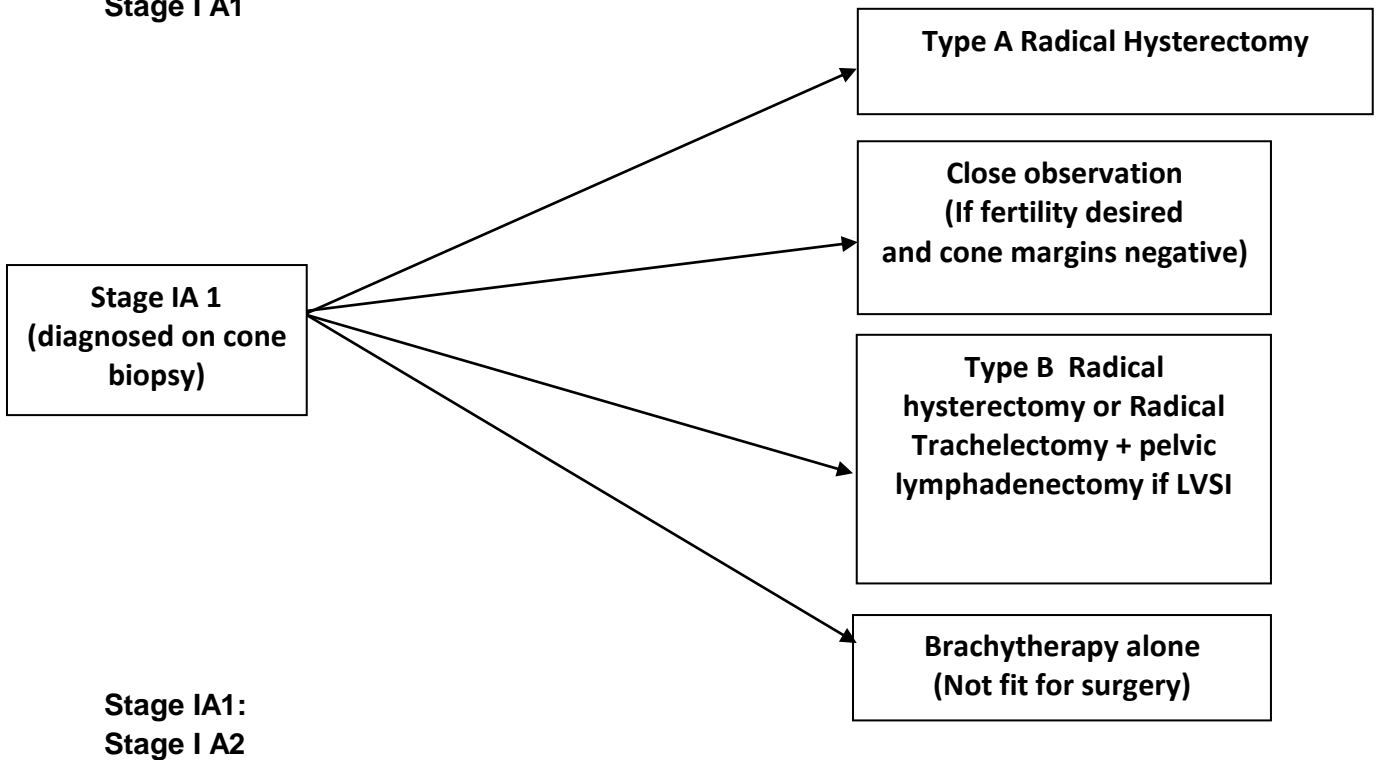 Stage I A1
Type A Radical Hysterectomy
Close observation
(If fertility desired
and cone margins negative)
Stage IA 1
(diagnosed on cone
biopsy)
Type B Radical
hysterectomy or Radical
Trachelectomy + pelvic
lymphadenectomy if LVSI
Brachytherapy alone
(Not fit for surgery)
Stage IA1:
Stage I A2